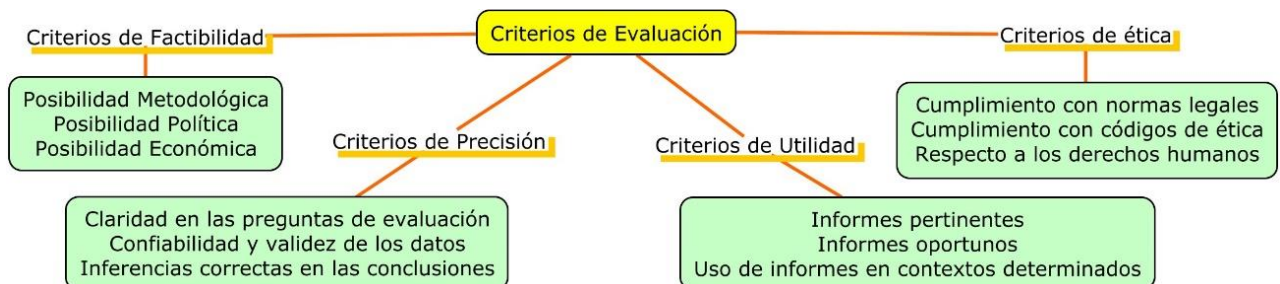 Criterios de Evaluación
Criterios de Factibilidad
Posibilidad Metodológica
Posibilidad Política
Posibilidad Económica
Criterios de Precisión
Claridad en las preguntas de evaluación
Confiabilidad y validez de los datos
Inferencias correctas en las conclusiones
Criterios de Utilidad
Informes pertinentes
Informes oportunos
Uso de informes en contextos determinados
Criterios de ética
Cumplimiento con normas legales
Cumplimiento con códigos de ética
Respecto a los derechos humanos